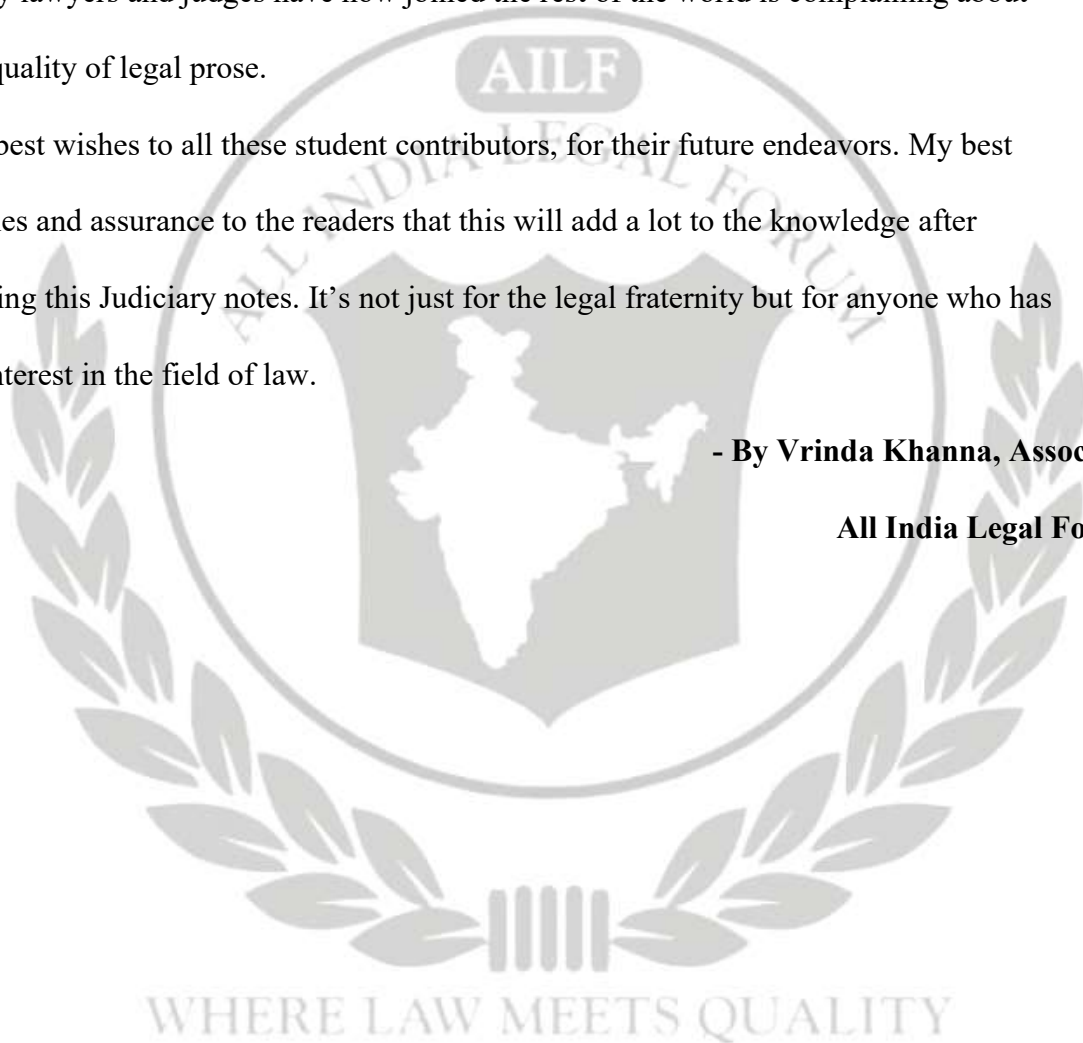 y lawyers and judges have now joined the rest of the world is complaining about
quality of legal prose.
AILF
ALL INDIA LEGAL FORUM
best wishes to all these student contributors, for their future endeavors. My best
es and assurance to the readers that this will add a lot to the knowledge after
ing this Judiciary notes. It’s not just for the legal fraternity but for anyone who has
nterest in the field of law.
- By Vrinda Khanna, Assoc
All India Legal Fo
WHERE LAW MEETS QUALITY